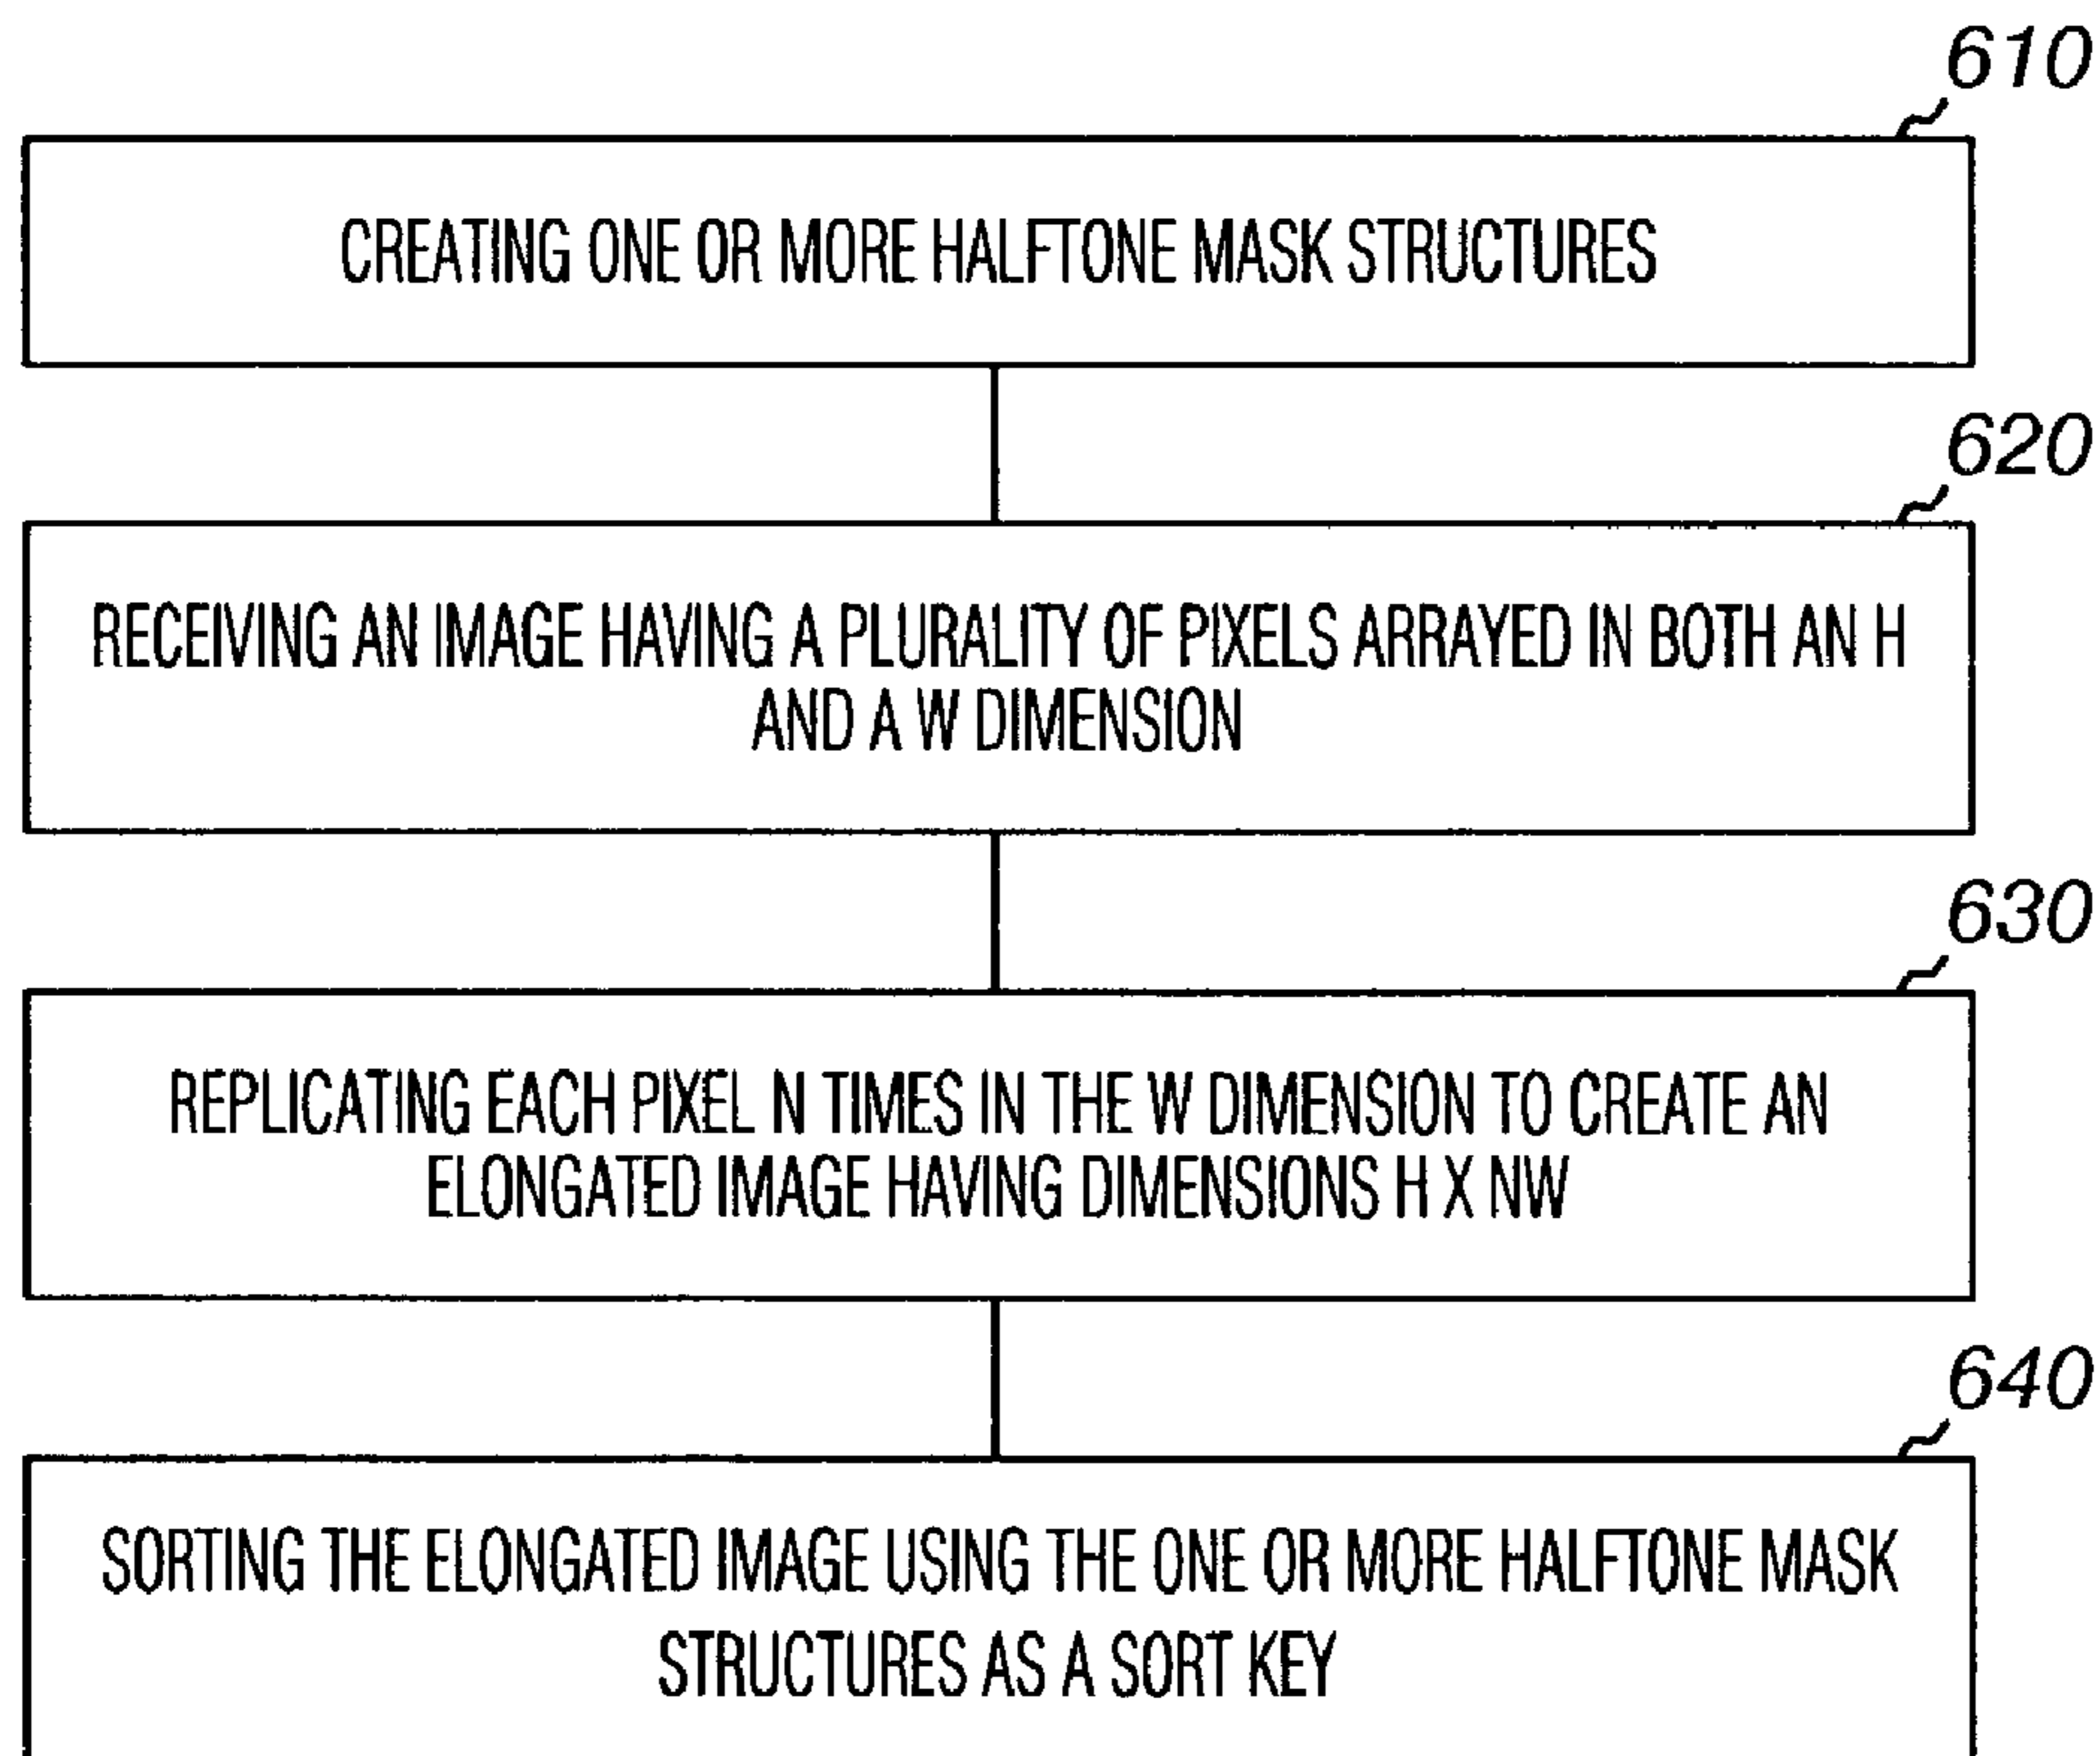 610
CREATING ONE OR MORE HALFTONE MASK STRUCTURES
620
RECEIVING AN IMAGE HAVING A PLURALITY OF PIXELS ARRAYED IN BOTH AN H
AND A W DIMENSION
630
REPLICATING EACH PIXEL N TIMES IN THE W DIMENSION TO CREATE AN
ELONGATED IMAGE HAVING DIMENSIONS H X NW
640
SORTING THE ELONGATED IMAGE USING THE ONE OR MORE HALFTONE MASK
STRUCTURES AS A SORT KEY